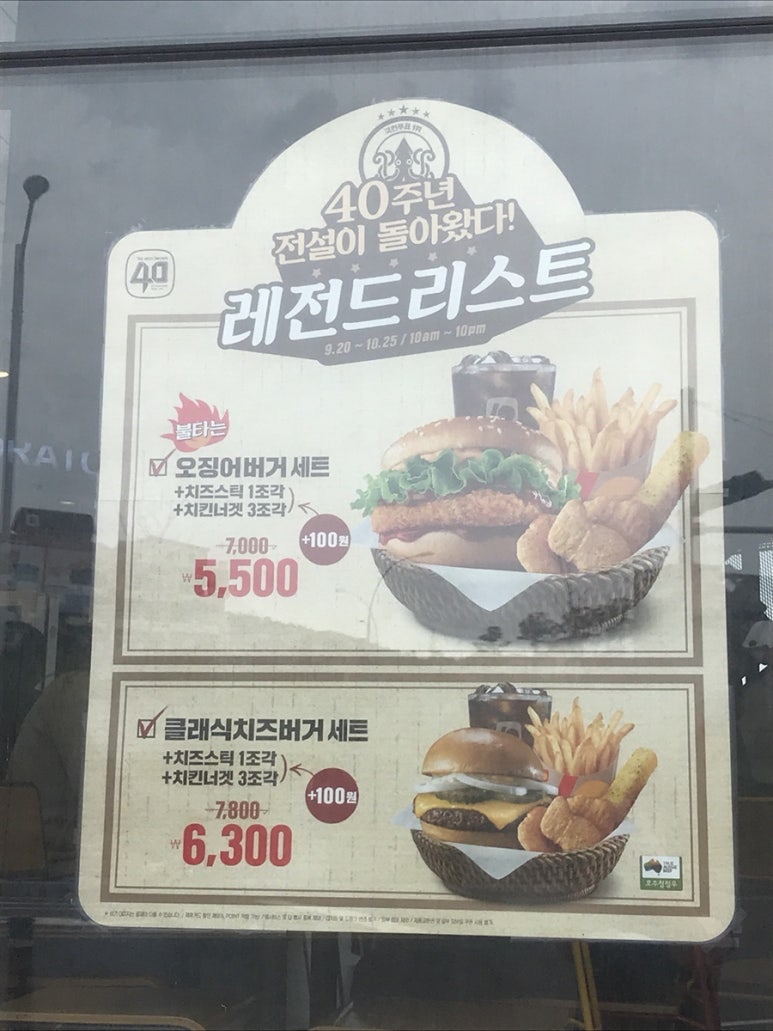 40주년
전설이 돌아왔다!
40
레전드리스트
9.20 ~ 10.25 / 10am ~ 10pm
불타는
오징어버거 세트
+치즈스틱 1조각
+치킨너겟 3조각
+100원
7,000
₩5,500
클래식치즈버거 세트
+치즈스틱 1조각
+치킨너겟 3조각
+100원
7,800
₩6,300
TRUE
AUSSIE
BEEF
호주청정우